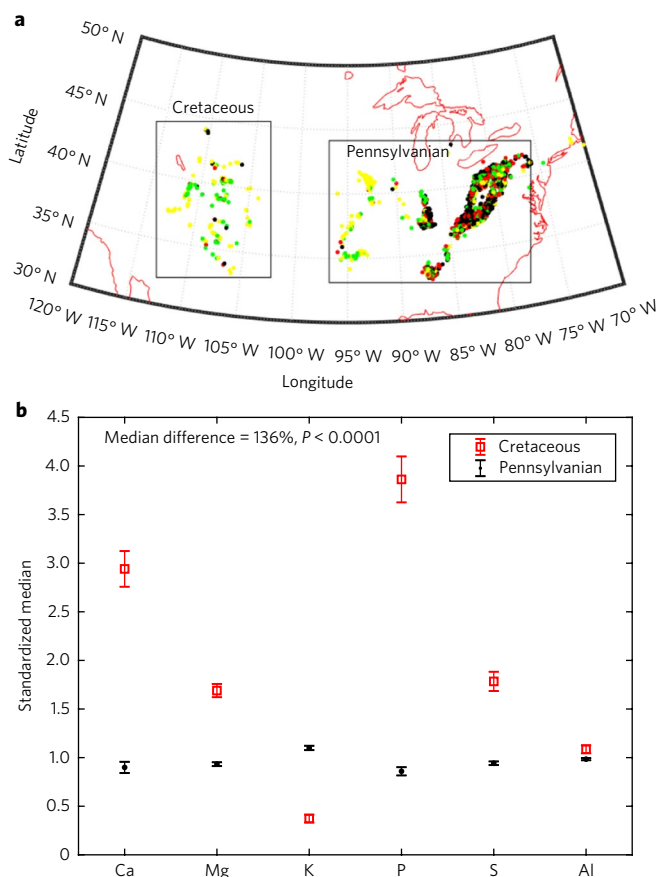 a
50° N
45° N
40° N
35° N
30° N
Latitude
Cretaceous
Pennsylvanian
120° W 115° W 110° W 105° W 100° W 95° W 90° W 85° W 80° W 75° W 70° W
Longitude
b
4.5
4.0
3.5
3.0
2.5
2.0
1.5
1.0
0.5
0
Standardized median
Median difference = 136%, P < 0.0001
Cretaceous
Pennsylvanian
Ca Mg K P S Al